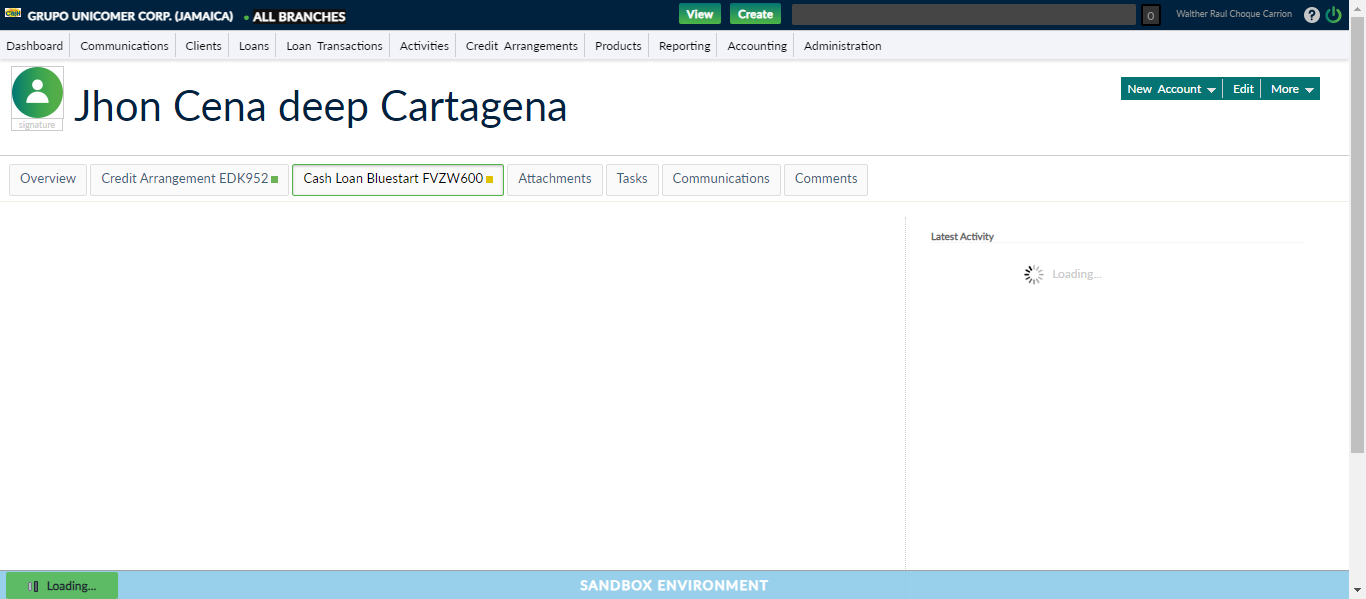 CASH GRUPO UNICOMER CORP. (JAMAICA) • ALL BRANCHES View Create 0 Walther Raul Choque Carrion ?
Dashboard Communications Clients Loans Loan Transactions Activities Credit Arrangements Products Reporting Accounting Administration
signature
Jhon Cena deep Cartagena
New Account Edit More
Overview Credit Arrangement EDK952 Cash Loan Bluestart FVZW600 Attachments Tasks Communications Comments
Latest Activity
Loading...
Loading... SANDBOX ENVIRONMENT